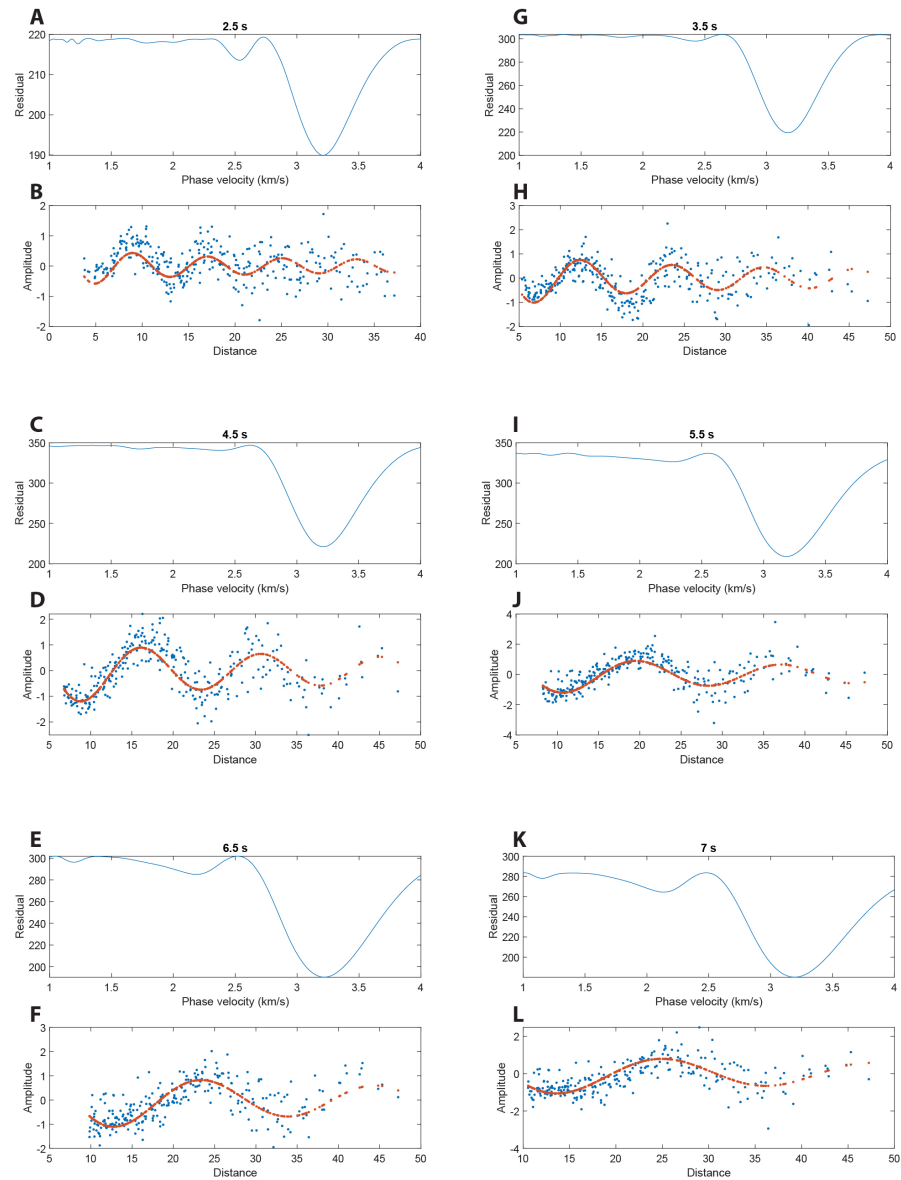 A
2.5 s
220
210
200
190
Residual
1 1.5 2 2.5 3 3.5 4
Phase velocity (km/s)
B
2
1
0
-1
-2
Amplitude
0 5 10 15 20 25 30 35 40
Distance
G
3.5 s
300
280
260
240
220
200
Residual
1 1.5 2 2.5 3 3.5 4
Phase velocity (km/s)
H
3
2
1
0
-1
-2
Amplitude
5 10 15 20 25 30 35 40 45 50
Distance
C
4.5 s
350
300
250
200
Residual
1 1.5 2 2.5 3 3.5 4
Phase velocity (km/s)
D
2
1
0
-1
-2
Amplitude
5 10 15 20 25 30 35 40 45 50
Distance
I
5.5 s
350
300
250
200
Residual
1 1.5 2 2.5 3 3.5 4
Phase velocity (km/s)
J
4
2
0
-2
-4
Amplitude
5 10 15 20 25 30 35 40 45 50
Distance
E
6.5 s
300
280
260
240
220
200
Residual
1 1.5 2 2.5 3 3.5 4
Phase velocity (km/s)
F
3
2
1
0
-1
-2
Amplitude
5 10 15 20 25 30 35 40 45 50
Distance
K
7 s
300
280
260
240
220
200
180
Residual
1 1.5 2 2.5 3 3.5 4
Phase velocity (km/s)
L
2
0
-2
-4
Amplitude
10 15 20 25 30 35 40 45 50
Distance